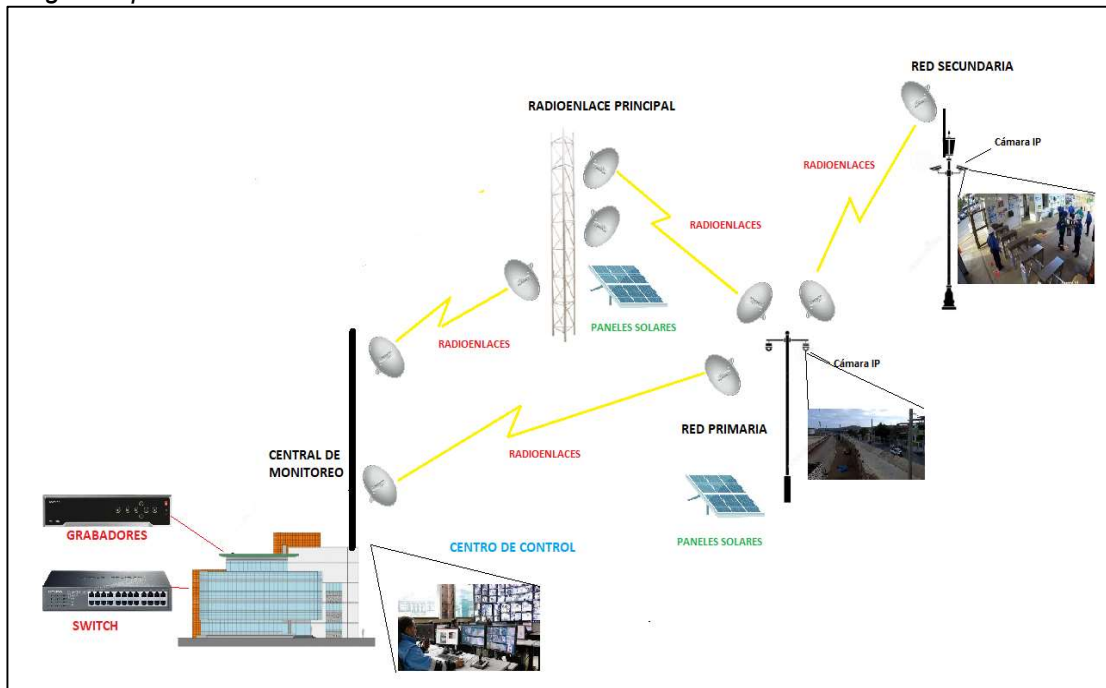 RED SECUNDARIA
RADIOENLACE PRINCIPAL
Cámara IP
RADIOENLACES
RADIOENLACES
PANELES SOLARES
RADIOENLACES
Cámara IP
RED PRIMARIA
CENTRAL DE
MONITOREO
RADIOENLACES
GRABADORES
CENTRO DE CONTROL
PANELES SOLARES
SWITCH